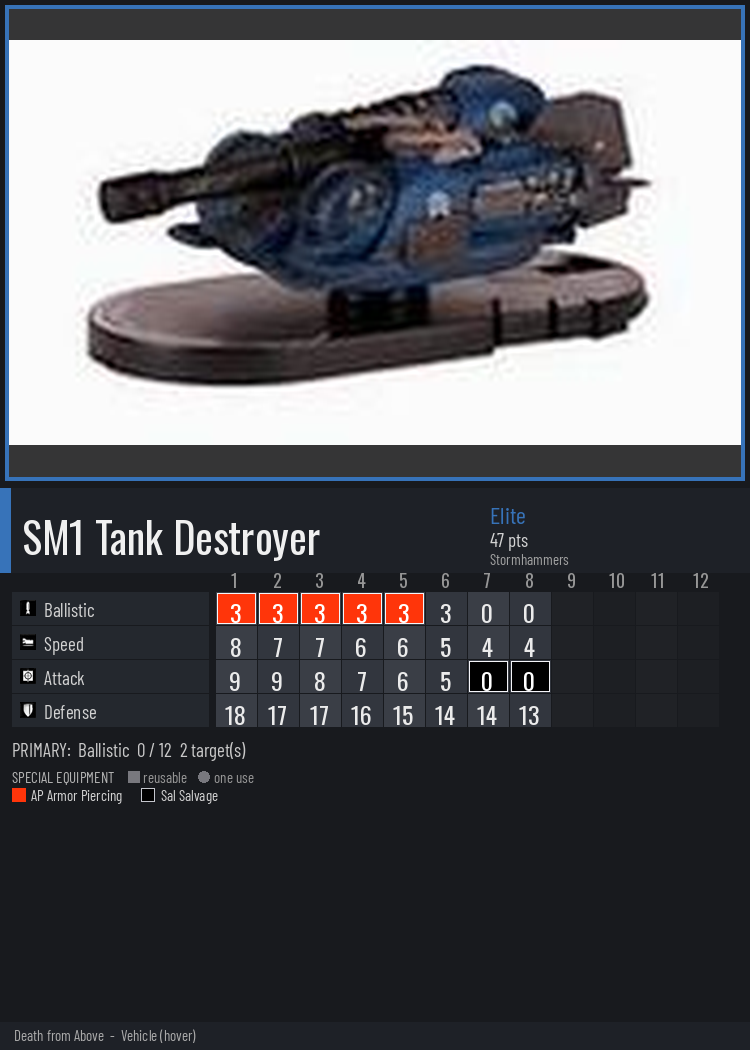 SM1 Tank Destroyer
Elite
47 pts
Stormhammers
1 2 3 4 5 6 7 8 9 10 11 12
Ballistic 3 3 3 3 3 3 0 0
Speed 8 7 7 6 6 5 4 4
Attack 9 9 8 7 6 5 0 0
Defense 18 17 17 16 15 14 14 13
PRIMARY: Ballistic 0 / 12 2 target(s)
SPECIAL EQUIPMENT reusable one use
AP Armor Piercing Sal Salvage
Death from Above - Vehicle (hover)